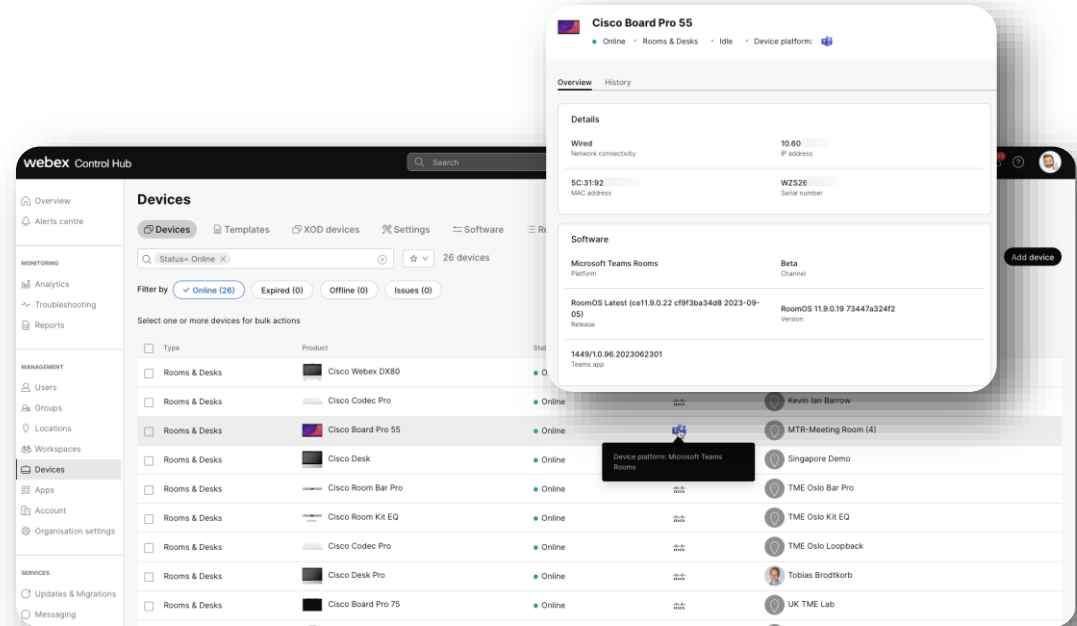 Cisco Board Pro 55
Online • Rooms & Desks • Idle • Device platform:
Overview History
Details
Wired 10.60
Network connectivity IP address
5C:31:92 WZS26
MAC address Serial number
Software
Microsoft Teams Rooms Beta
Platform Channel
RoomOS Latest (ce11.9.0.22 cf9f3ba34d8 2023-09-
05)
RoomOS 11.9.0.19 73447a324f2
Release Version
1449/1.0.96.2023062301
Teams app
webex Control Hub
Search
Overview
Alerts centre
MONITORING
Analytics
Troubleshooting
Reports
MANAGEMENT
Users
Groups
Locations
Workspaces
Devices
Apps
Account
Organisation settings
SERVICES
Updates & Migrations
Messaging
Devices
Devices Templates XOD devices Settings Software
Status= Online × 26 devices
Add device
Filter by Online (26) Expired (0) Offline (0) Issues (0)
Select one or more devices for bulk actions
Type Product
Rooms & Desks Cisco Webex DX80
Rooms & Desks Cisco Codec Pro Online Kevin Ian Barrow
Rooms & Desks Cisco Board Pro 55 Online MTR-Meeting Room (4)
Device platform: Microsoft Teams
Rooms
Rooms & Desks Cisco Desk Online Singapore Demo
Rooms & Desks Cisco Room Bar Pro Online TME Oslo Bar Pro
Rooms & Desks Cisco Room Kit EQ Online TME Oslo Kit EQ
Rooms & Desks Cisco Codec Pro Online TME Oslo Loopback
Rooms & Desks Cisco Desk Pro Online Tobias Brodtkorb
Rooms & Desks Cisco Board Pro 75 Online UK TME Lab